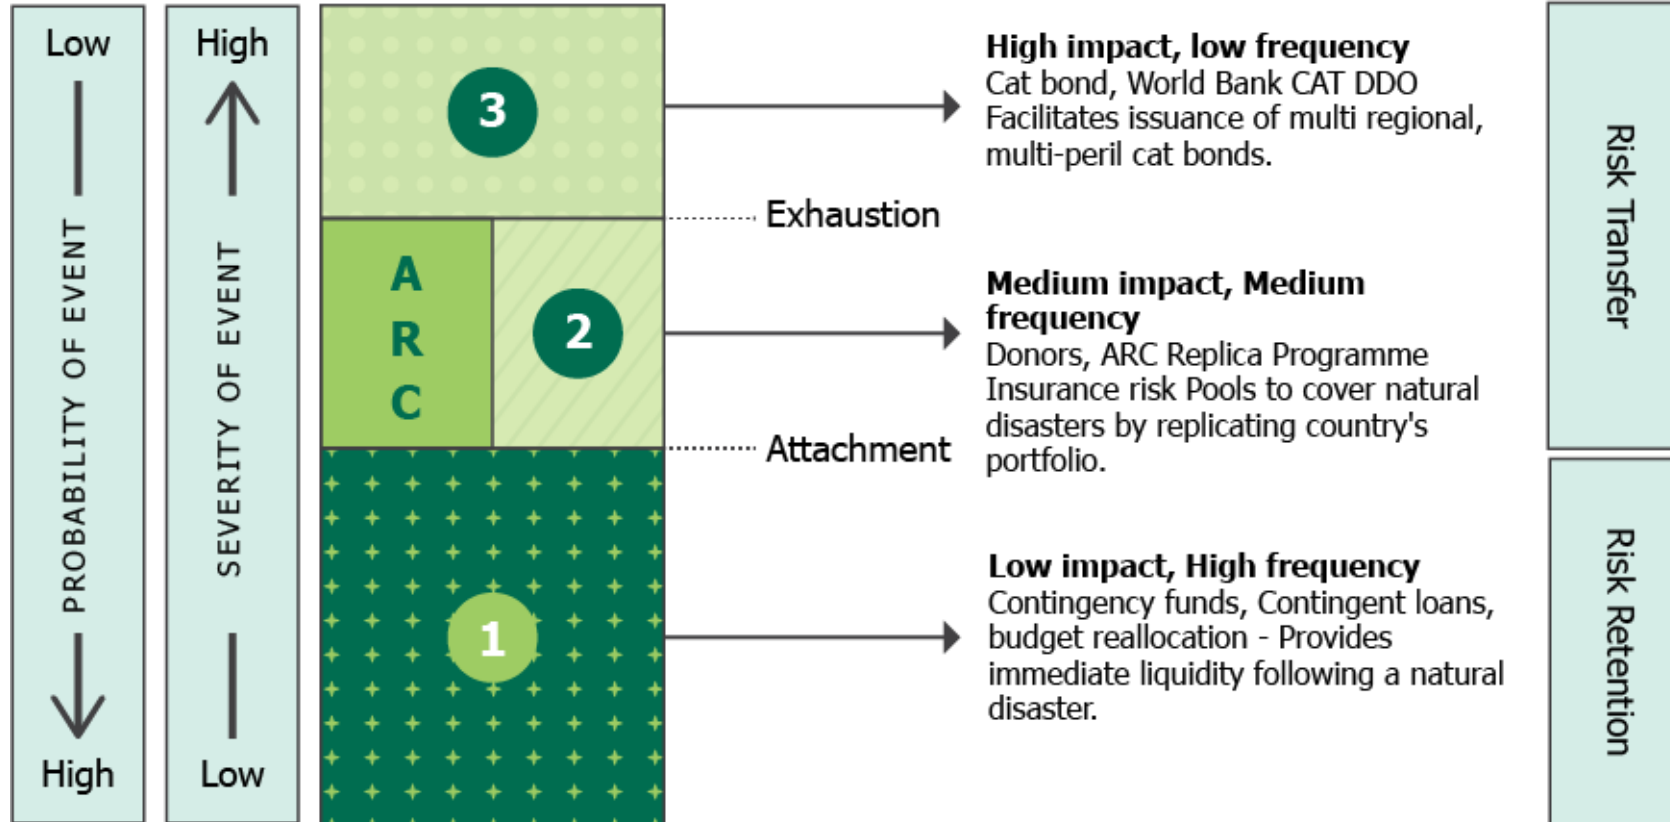 Low
PROBABILITY OF EVENT
High
High
SEVERITY OF EVENT
Low
3
A
R
C
2
1
Exhaustion
Attachment
High impact, low frequency
Cat bond, World Bank CAT DDO
Facilitates issuance of multi regional,
multi-peril cat bonds.
Medium impact, Medium
frequency
Donors, ARC Replica Programme
Insurance risk Pools to cover natural
disasters by replicating country's
portfolio.
Low impact, High frequency
Contingency funds, Contingent loans,
budget reallocation - Provides
immediate liquidity following a natural
disaster.
Risk Transfer
Risk Retention